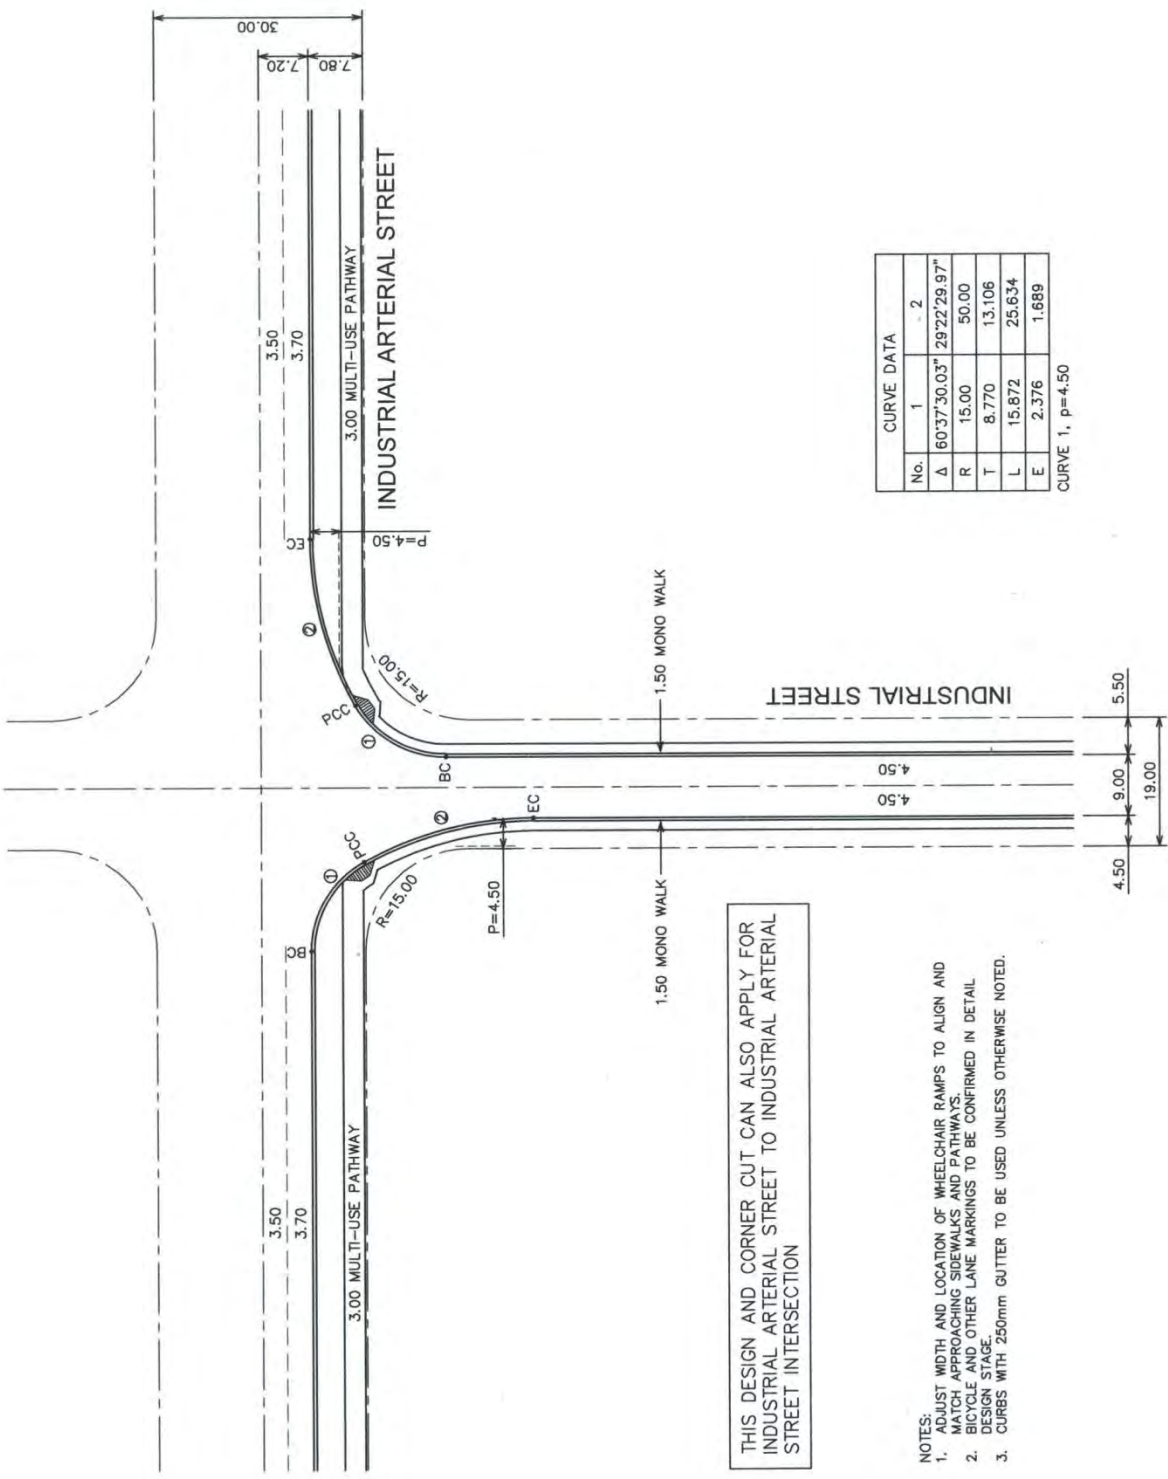 30.00
7.20
7.80
3.50
3.70
3.00 MULTI-USE PATHWAY
INDUSTRIAL ARTERIAL STREET
EC
P=4.50
②
R=15.00
PCC
①
BC
1.50 MONO WALK
INDUSTRIAL STREET
5.50
4.50
9.00
19.00
4.50
4.50
②
EC
PCC
①
R=15.00
P=4.50
BC
1.50 MONO WALK
3.50
3.70
3.00 MULTI-USE PATHWAY
THIS DESIGN AND CORNER CUT CAN ALSO APPLY FOR
INDUSTRIAL ARTERIAL STREET TO INDUSTRIAL ARTERIAL
STREET INTERSECTION
CURVE DATA
No. 1 2
Δ 60°37'30.03" 29°22'29.97"
R 15.00 50.00
T 8.770 13.106
L 15.872 25.634
E 2.376 1.689
CURVE 1, p=4.50
NOTES:
1. ADJUST WIDTH AND LOCATION OF WHEELCHAIR RAMPS TO ALIGN AND
MATCH APPROACHING SIDEWALKS AND PATHWAYS.
2. BICYCLE AND OTHER LANE MARKINGS TO BE CONFIRMED IN DETAIL
DESIGN STAGE.
3. CURBS WITH 250mm GUTTER TO BE USED UNLESS OTHERWISE NOTED.